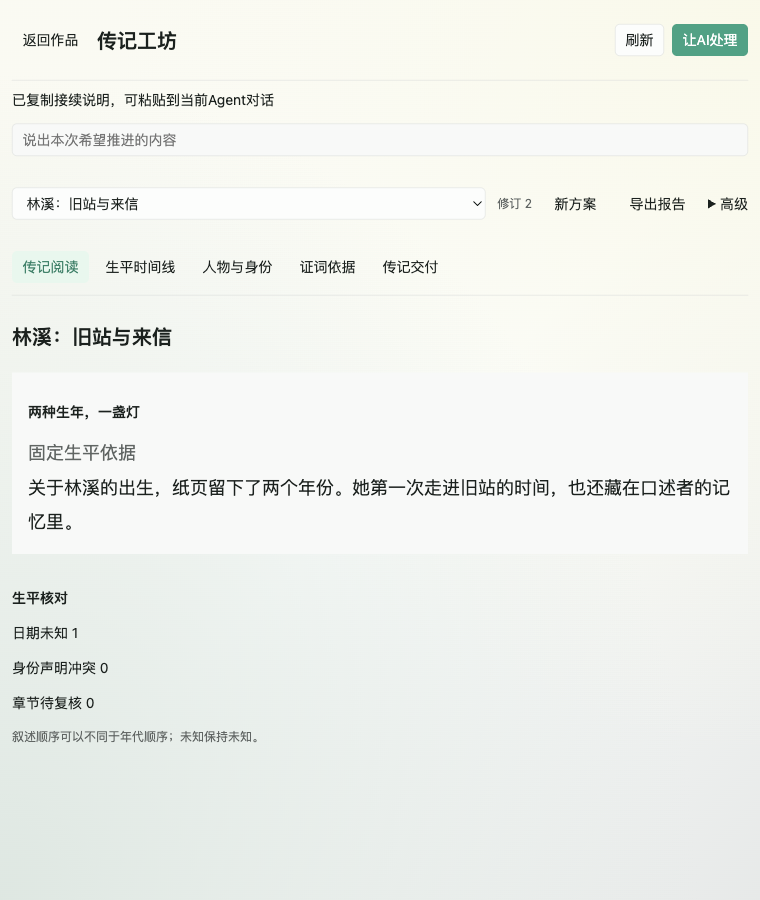 返回作品 传记工坊 刷新 让AI处理
已复制接续说明，可粘贴到当前Agent对话
说出本次希望推进的内容
林溪：旧站与来信 修订 2 新方案 导出报告 ▶ 高级
传记阅读 生平时间线 人物与身份 证词依据 传记交付
林溪：旧站与来信
两种生年，一盏灯
固定生平依据
关于林溪的出生，纸页留下了两个年份。她第一次走进旧站的时间，也还藏在口述者的记
忆里。
生平核对
日期未知 1
身份声明冲突 0
章节待复核 0
叙述顺序可以不同于年代顺序；未知保持未知。